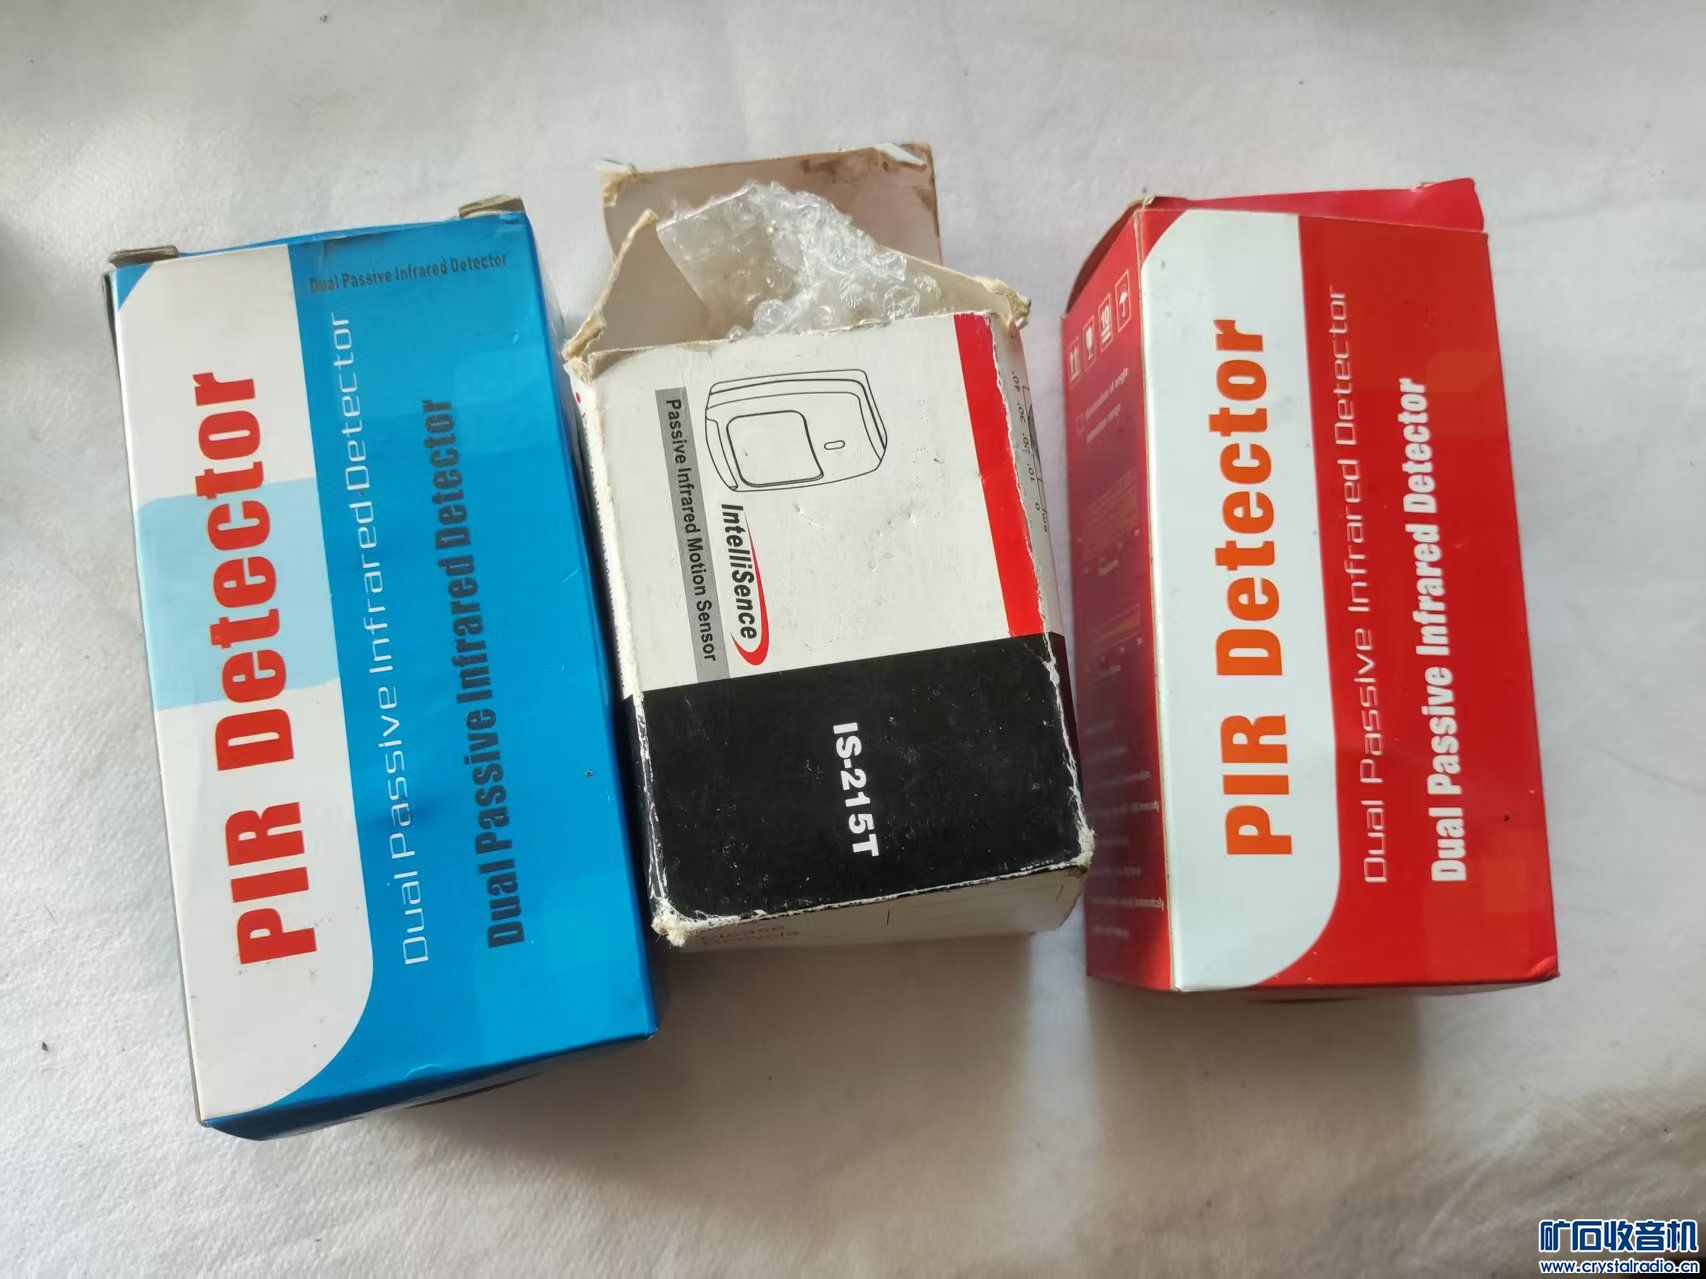 Dual Passive Infrared Detector
PIR Detector
Dual Passive Infrared Detector
Dual Passive Infrared Detector
IntelliSence
Passive Infrared Motion Sensor
IS-215T
Please
Recycle
PIR Detector
Dual Passive Infrared Detector
Dual Passive Infrared Detector
矿石收音机
www.crystalradio.cn